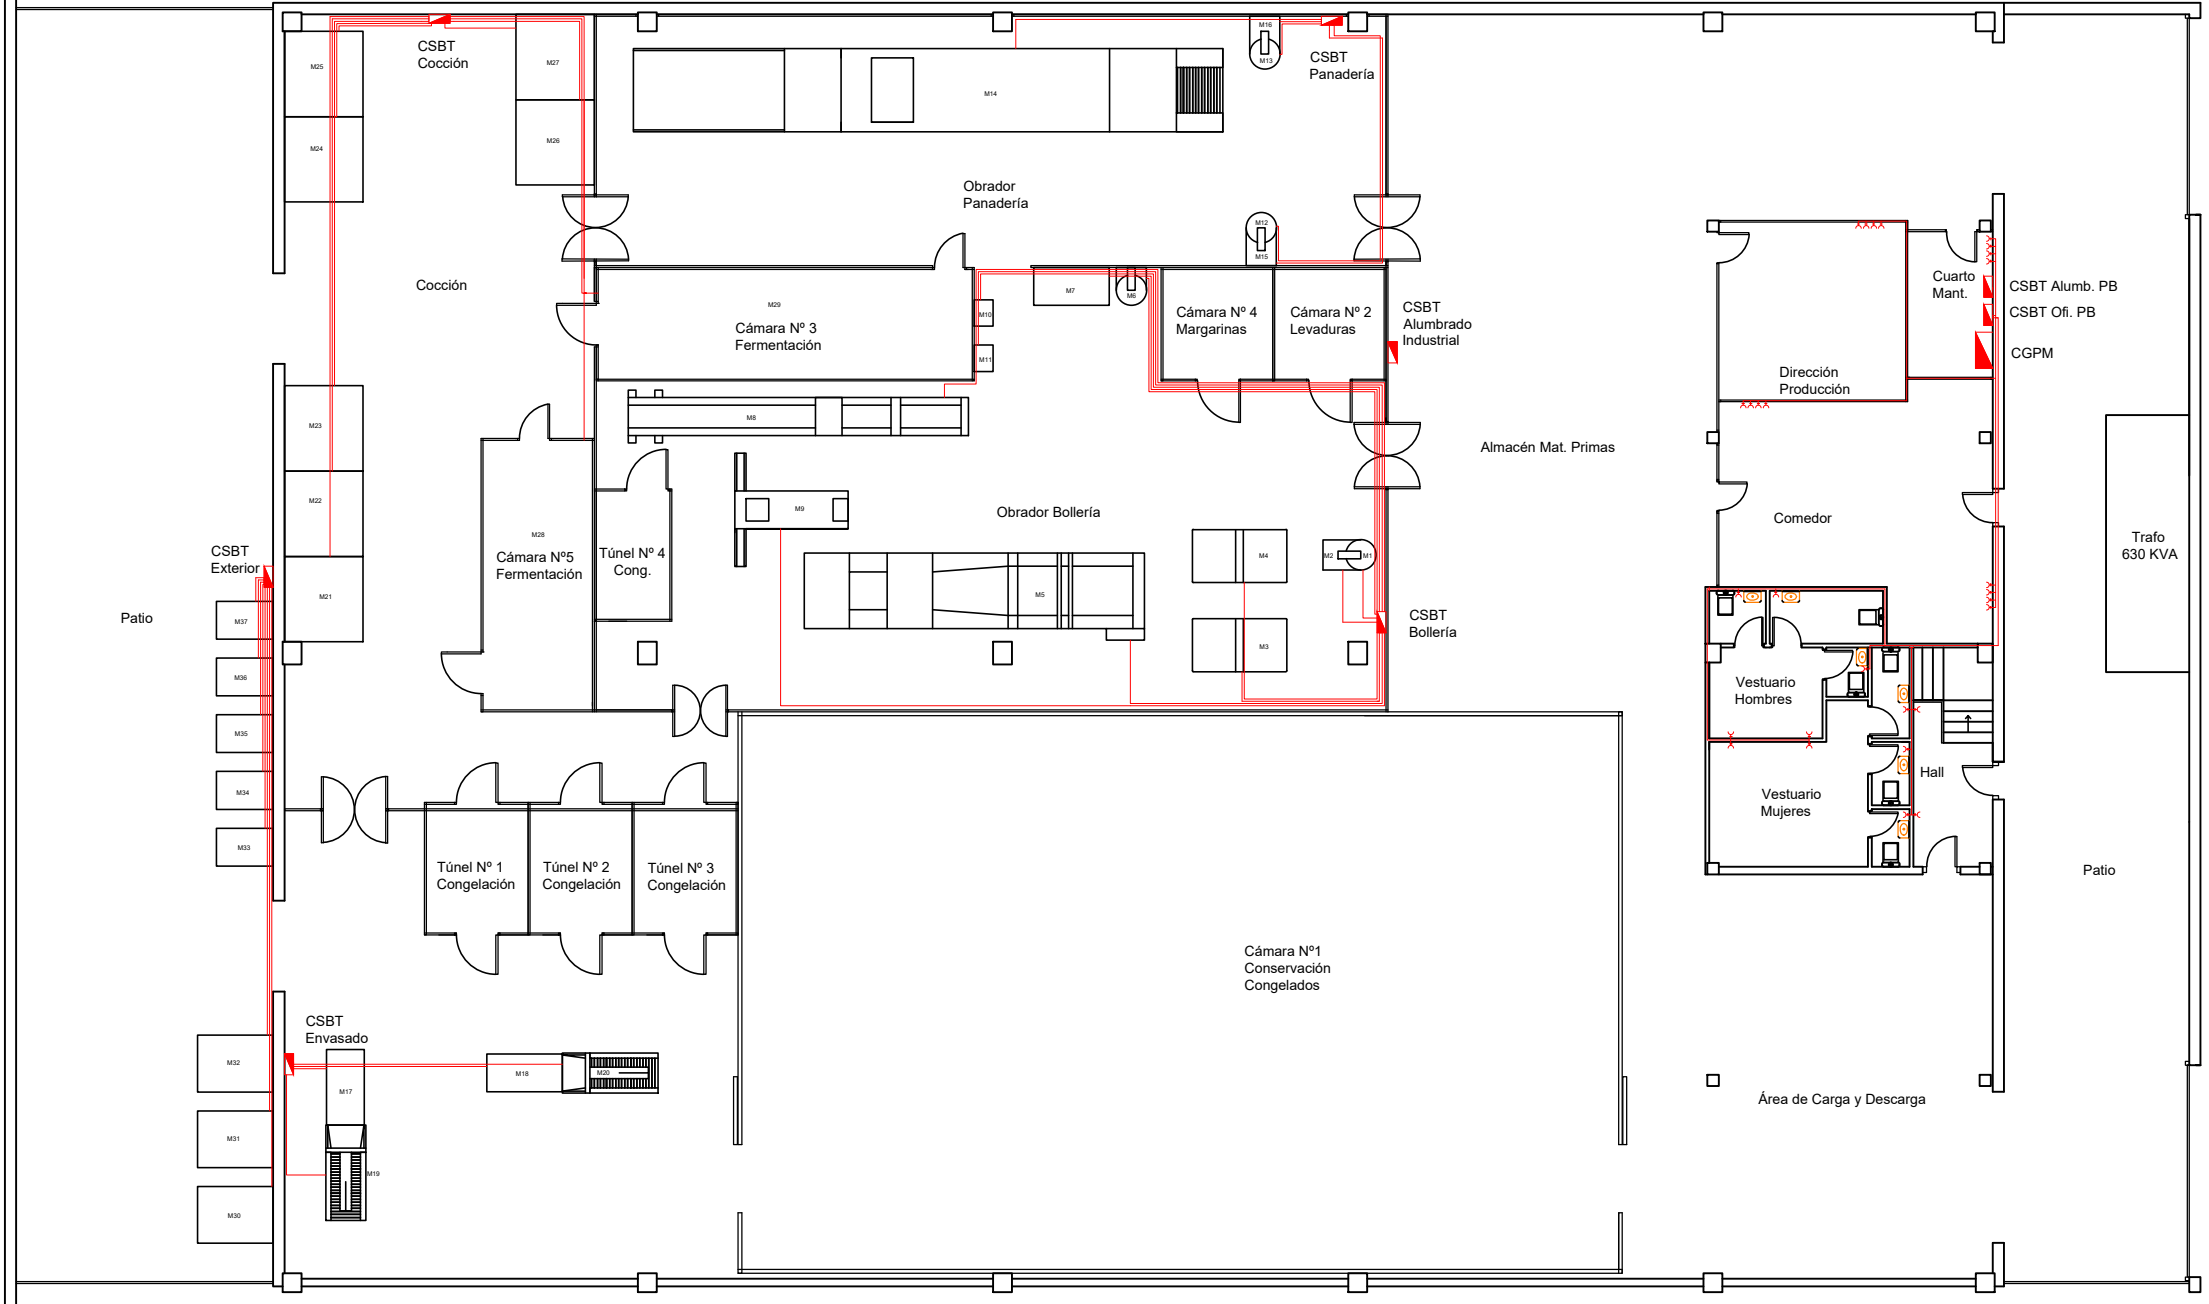 M25
M24
CSBT
Cocción
M27
M26
M16
M13
CSBT
Panadería
M14
Obrador
Panadería
M12
M15
Cocción
M29
Cámara Nº 3
Fermentación
M10
M11
M7
M6
Cámara Nº 4
Margarinas
Cámara Nº 2
Levaduras
CSBT
Alumbrado
Industrial
Cuarto
Mant.
CSBT Alumb. PB
CSBT Ofi. PB
CGPM
Dirección
Producción
M23
M22
M21
M8
M9
Obrador Bollería
Almacén Mat. Primas
Comedor
Trafo
630 KVA
CSBT
Exterior
M28
Cámara Nº5
Fermentación
Túnel Nº 4
Cong.
M5
M4
M2
M1
M3
CSBT
Bollería
Patio
M37
M36
M35
M34
M33
Vestuario
Hombres
Vestuario
Mujeres
Hall
Patio
Túnel Nº 1
Congelación
Túnel Nº 2
Congelación
Túnel Nº 3
Congelación
Cámara Nº1
Conservación
Congelados
CSBT
Envasado
M32
M31
M30
M17
M19
M18
M20
Área de Carga y Descarga